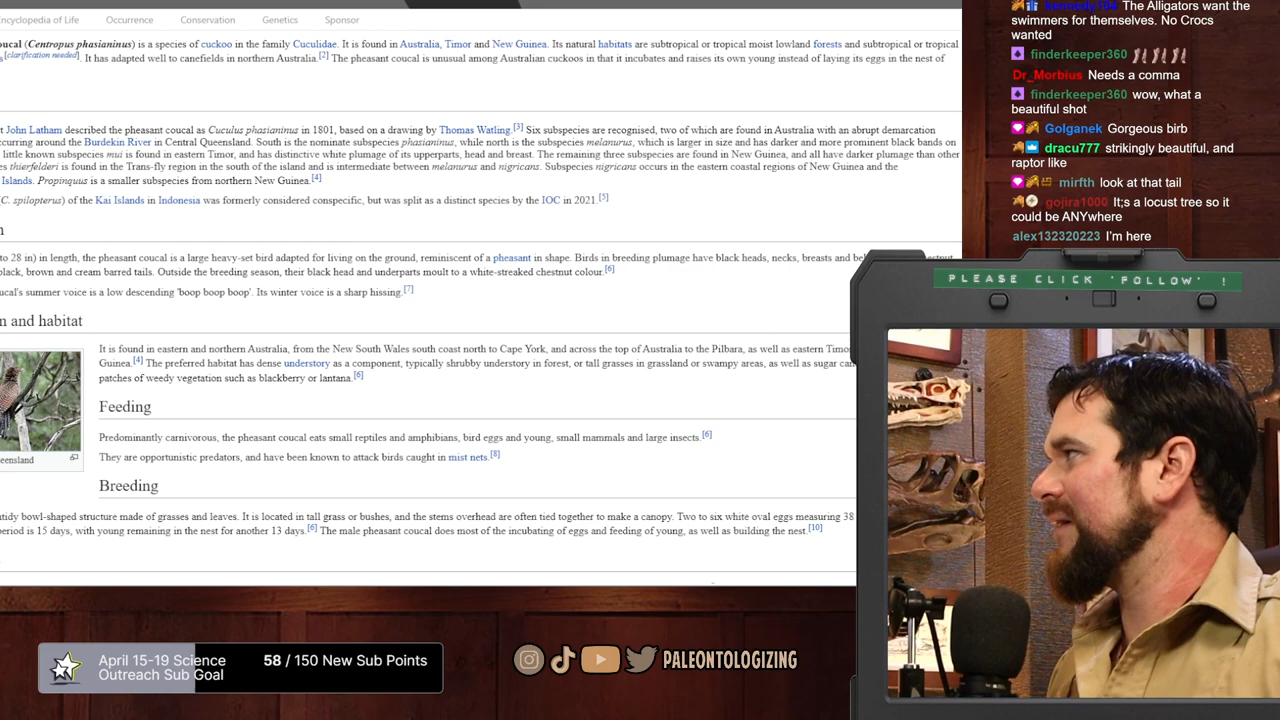 ncyclopedia of Life Occurrence Conservation Genetics Sponsor
oucal (Centropus phasianinus) is a species of cuckoo in the family Cuculidae. It is found in Australia, Timor and New Guinea. Its natural habitats are subtropical or tropical moist lowland forests and subtropical or tropical
s[clarification needed]. It has adapted well to canefields in northern Australia.[2] The pheasant coucal is unusual among Australian cuckoos in that it incubates and raises its own young instead of laying its eggs in the nest of
t John Latham described the pheasant coucal as Cuculus phasianinus in 1801, based on a drawing by Thomas Watling.[3] Six subspecies are recognised, two of which are found in Australia with an abrupt demarcation
ccurring around the Burdekin River in Central Queensland. South is the nominate subspecies phasianinus, while north is the subspecies melanurus, which is larger in size and has darker and more prominent black bands on
little known subspecies mui is found in eastern Timor, and has distinctive white plumage of its upperparts, head and breast. The remaining three subspecies are found in New Guinea, and all have darker plumage than other
es thierfelderi is found in the Trans-fly region in the south of the island and is intermediate between melanurus and nigricans. Subspecies nigricans occurs in the eastern coastal regions of New Guinea and the
Islands. Propinquus is a smaller subspecies from northern New Guinea.[4]
(C. spilopterus) of the Kai Islands in Indonesia was formerly considered conspecific, but was split as a distinct species by the IOC in 2021.[5]
n
to 28 in) in length, the pheasant coucal is a large heavy-set bird adapted for living on the ground, reminiscent of a pheasant in shape. Birds in breeding plumage have black heads, necks, breasts and bel
black, brown and cream barred tails. Outside the breeding season, their black head and underparts moult to a white-streaked chestnut colour.[6]
ucal's summer voice is a low descending 'boop boop boop'. Its winter voice is a sharp hissing.[7]
n and habitat
It is found in eastern and northern Australia, from the New South Wales south coast north to Cape York, and across the top of Australia to the Pilbara, as well as eastern Timo
Guinea.[4] The preferred habitat has dense understory as a component, typically shrubby understory in forest, or tall grasses in grassland or swampy areas, as well as sugar ca
patches of weedy vegetation such as blackberry or lantana.[6]
eensland
Feeding
Predominantly carnivorous, the pheasant coucal eats small reptiles and amphibians, bird eggs and young, small mammals and large insects.[6]
They are opportunistic predators, and have been known to attack birds caught in mist nets.[8]
Breeding
ntidy bowl-shaped structure made of grasses and leaves. It is located in tall grass or bushes, and the stems overhead are often tied together to make a canopy. Two to six white oval eggs measuring 38
period is 15 days, with young remaining in the nest for another 13 days.[6] The male pheasant coucal does most of the incubating of eggs and feeding of young, as well as building the nest.[10]
kennedy104 The Alligators want the
swimmers for themselves. No Crocs
wanted
finderkeeper360
Dr_Morbius Needs a comma
finderkeeper360 wow, what a
beautiful shot
Golganek Gorgeous birb
dracu777 strikingly beautiful, and
raptor like
mirfth look at that tail
gojira1000 It;s a locust tree so it
could be ANYwhere
alex132320223 I'm here
PLEASE CLICK 'FOLLOW' !
April 15-19 Science
Outreach Sub Goal
58 / 150 New Sub Points
PALEONTOLOGIZING